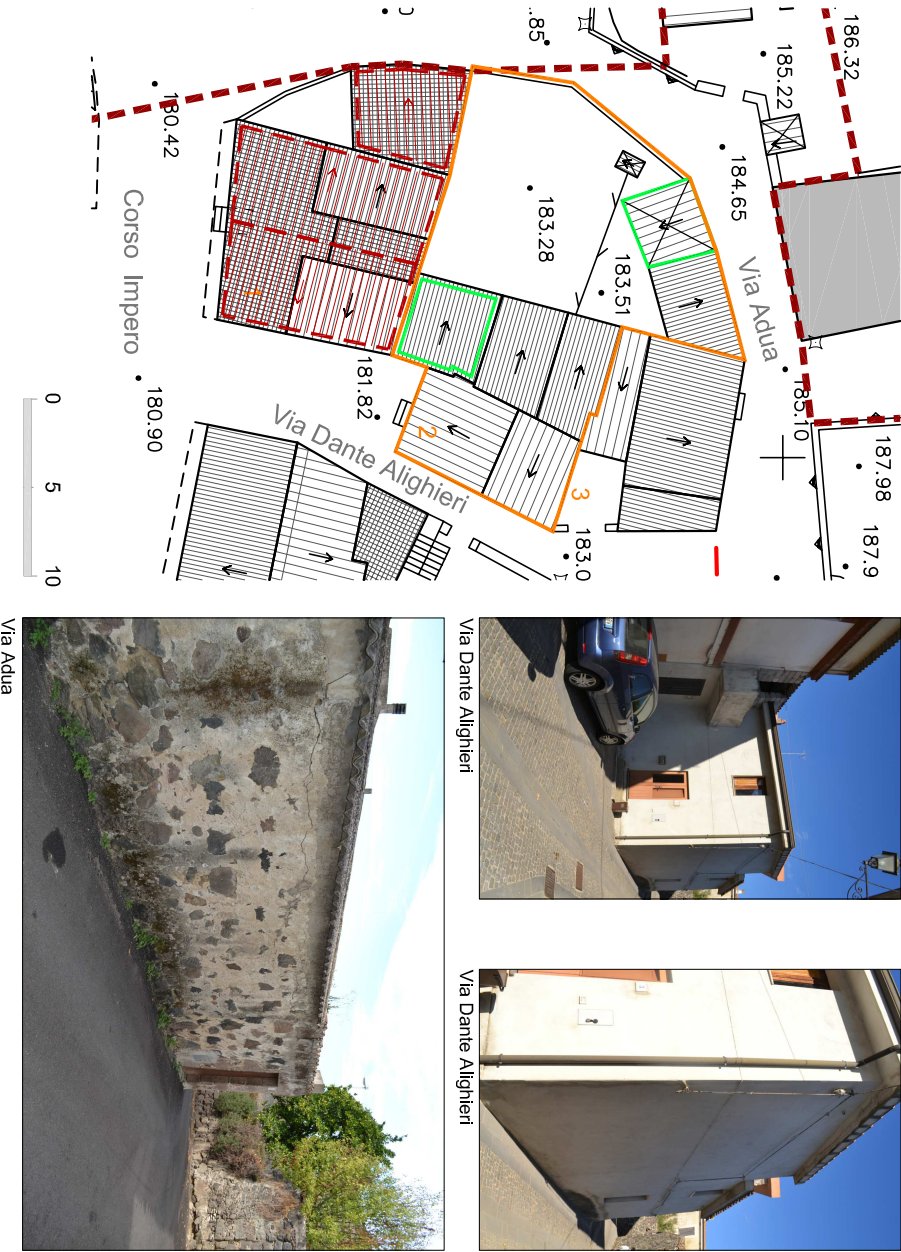 186.32
185.22
184.65
.85
180.42
Corso Impero
183.28
183.51
Via Adua
185.10
187.98
187.9
181.82
180.90
Via Dante Alighieri
1
2
3
183.0
0 5 10
Via Dante Alighieri
Via Dante Alighieri
Via Adua